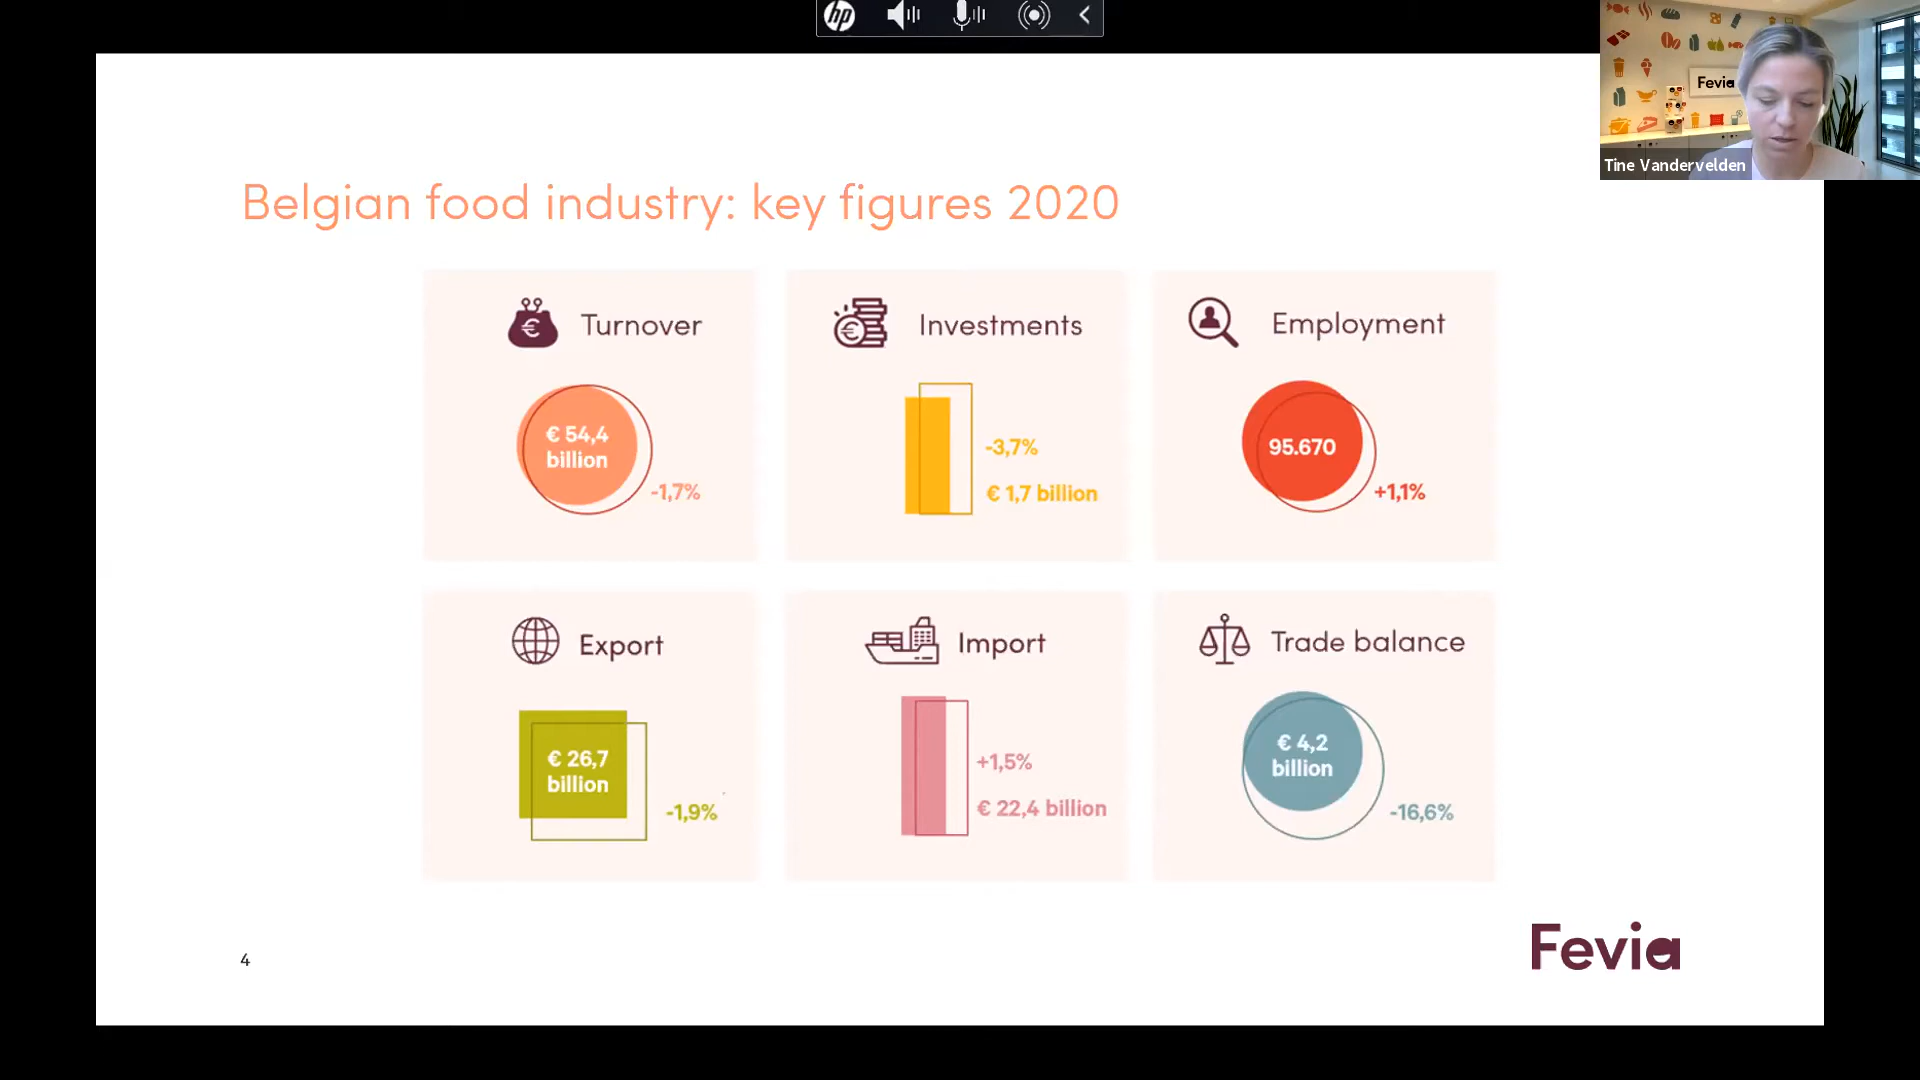 hp
Fevia
Tine Vandervelden
Belgian food industry: key figures 2020
Turnover
€ 54,4
billion
-1,7%
Investments
-3,7%
€ 1,7 billion
Employment
95.670
+1,1%
Export
€ 26,7
billion
-1,9%
Import
+1,5%
€ 22,4 billion
Trade balance
€ 4,2
billion
-16,6%
4
Fevia